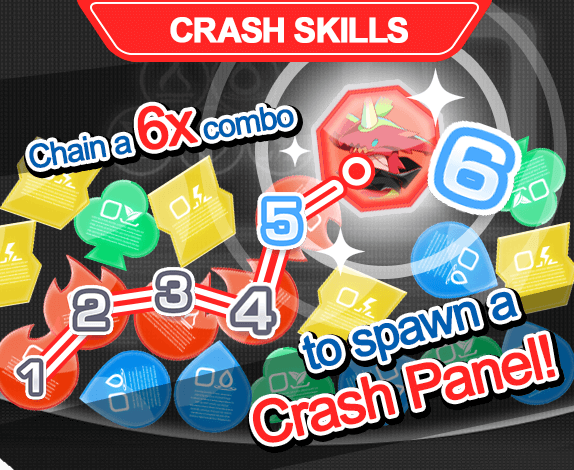 CRASH SKILLS
Chain a 6x combo
6
5
1 2 3 4
to spawn a
Crash Panel!